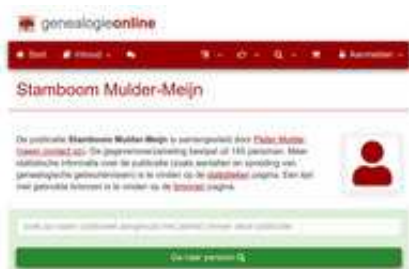 genealogieonline
Start Inhoud Aanmelden
Stamboom Mulder-Meijn
De publicatie Stamboom Mulder-Meijn is samengesteld door Pieter Mulder
(neem contact op). De gegevensverzameling bestaat uit 165 personen. Meer
statistische informatie over de publicatie (zoals aantallen en spreiding van
genealogische gebeurtenissen) is te vinden op de statistieken pagina. Een lijst
met gebruikte bronnen is te vinden op de bronnen pagina.
Ga naar persoon